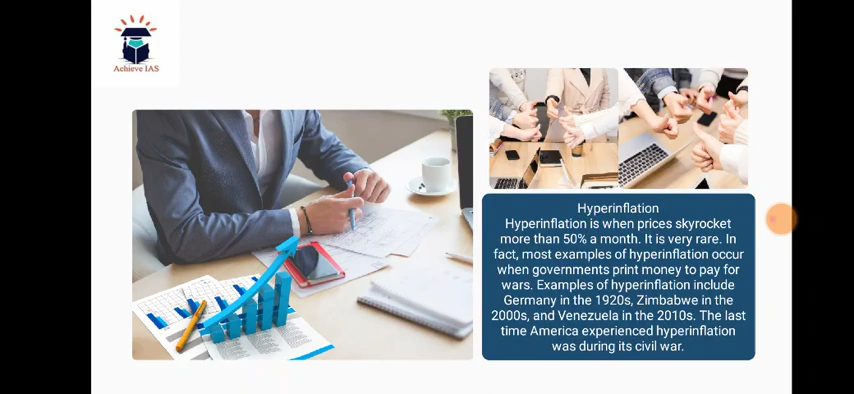 Achieve IAS
Hyperinflation
Hyperinflation is when prices skyrocket
more than 50% a month. It is very rare. In
fact, most examples of hyperinflation occur
when governments print money to pay for
wars. Examples of hyperinflation include
Germany in the 1920s, Zimbabwe in the
2000s, and Venezuela in the 2010s. The last
time America experienced hyperinflation
was during its civil war.